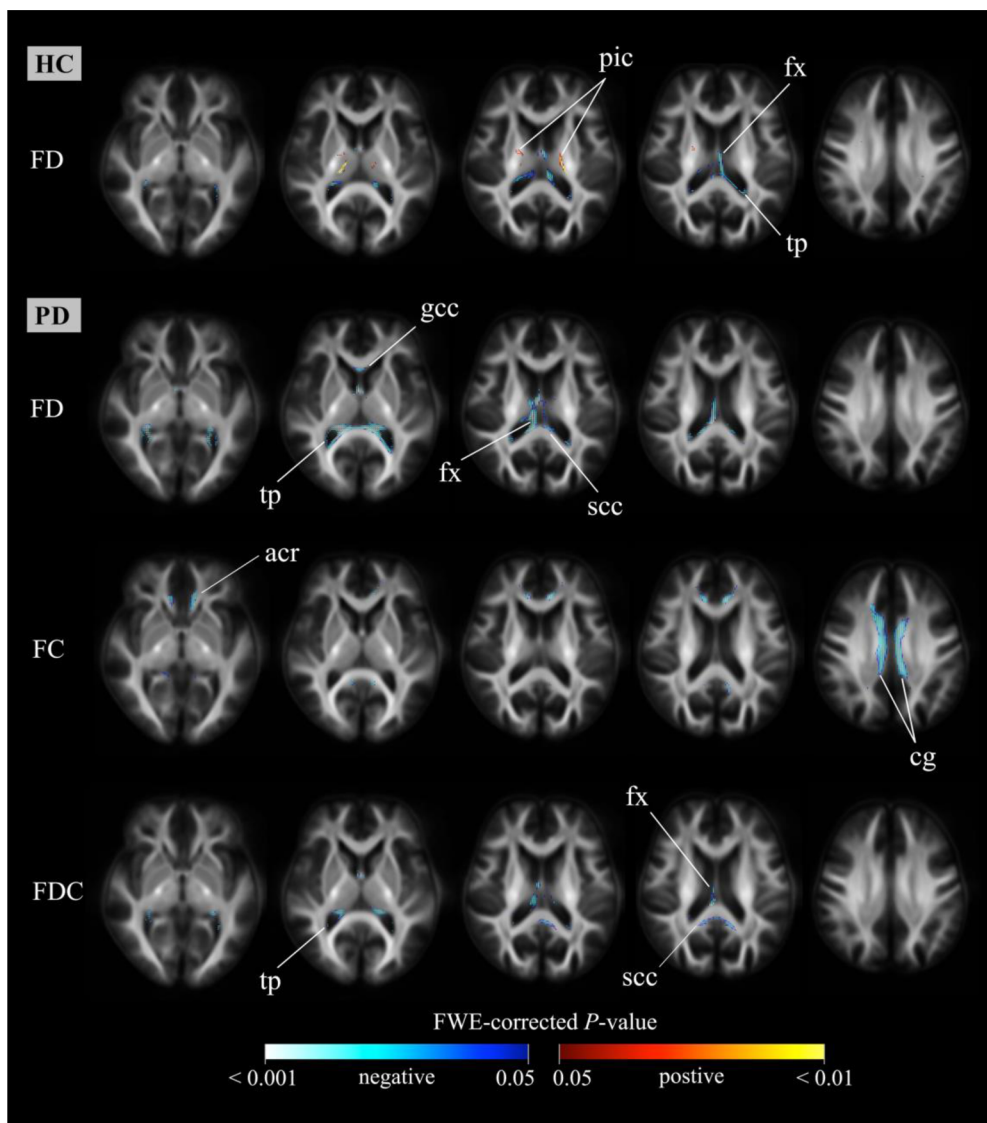 HC
pic
fx
FD
tp
PD
gcc
FD
fx
tp
scc
acr
FC
cg
fx
FDC
tp
scc
FWE-corrected P-value
< 0.001 negative 0.05 0.05 postive < 0.01